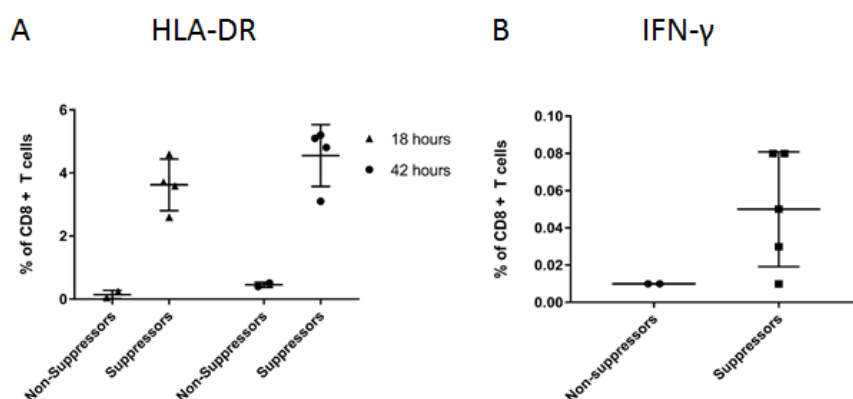 A
HLA-DR
% of CD8 + T cells
6
4
2
0
Non-Suppressors
Suppressors
Non-Suppressors
Suppressors
18 hours
42 hours
B
IFN-γ
% of CD8 + T cells
0.10
0.08
0.06
0.04
0.02
0.00
Non-suppressors
Suppressors